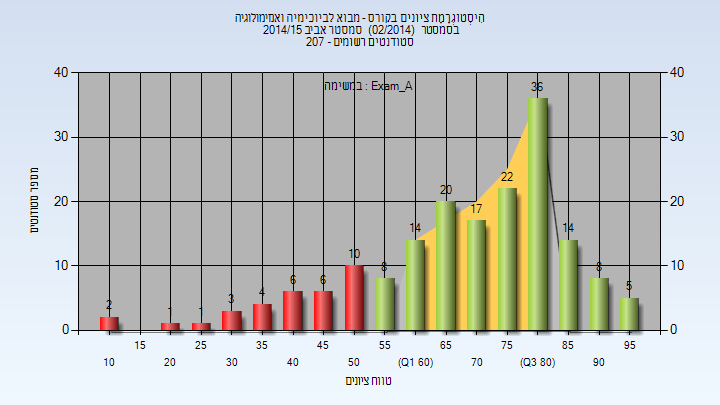 היסטוגרמת ציונים בקורס - מבוא לביוכימיה ואנזימולוגיה
בסמסטר (02/2014) סמסטר אביב 2014/15
סטודנטים רשומים - 207
במשימה : Exam_A
40 40
30 30
20 20
10 10
0 0
מספר סטודנטים
2 1 1 3 4 6 6 10 8 14 20 17 22 36 14 8 5
15 25 35 45 55 65 75 85 95
10 20 30 40 50 (Q1 60) 70 (Q3 80) 90
טווח ציונים